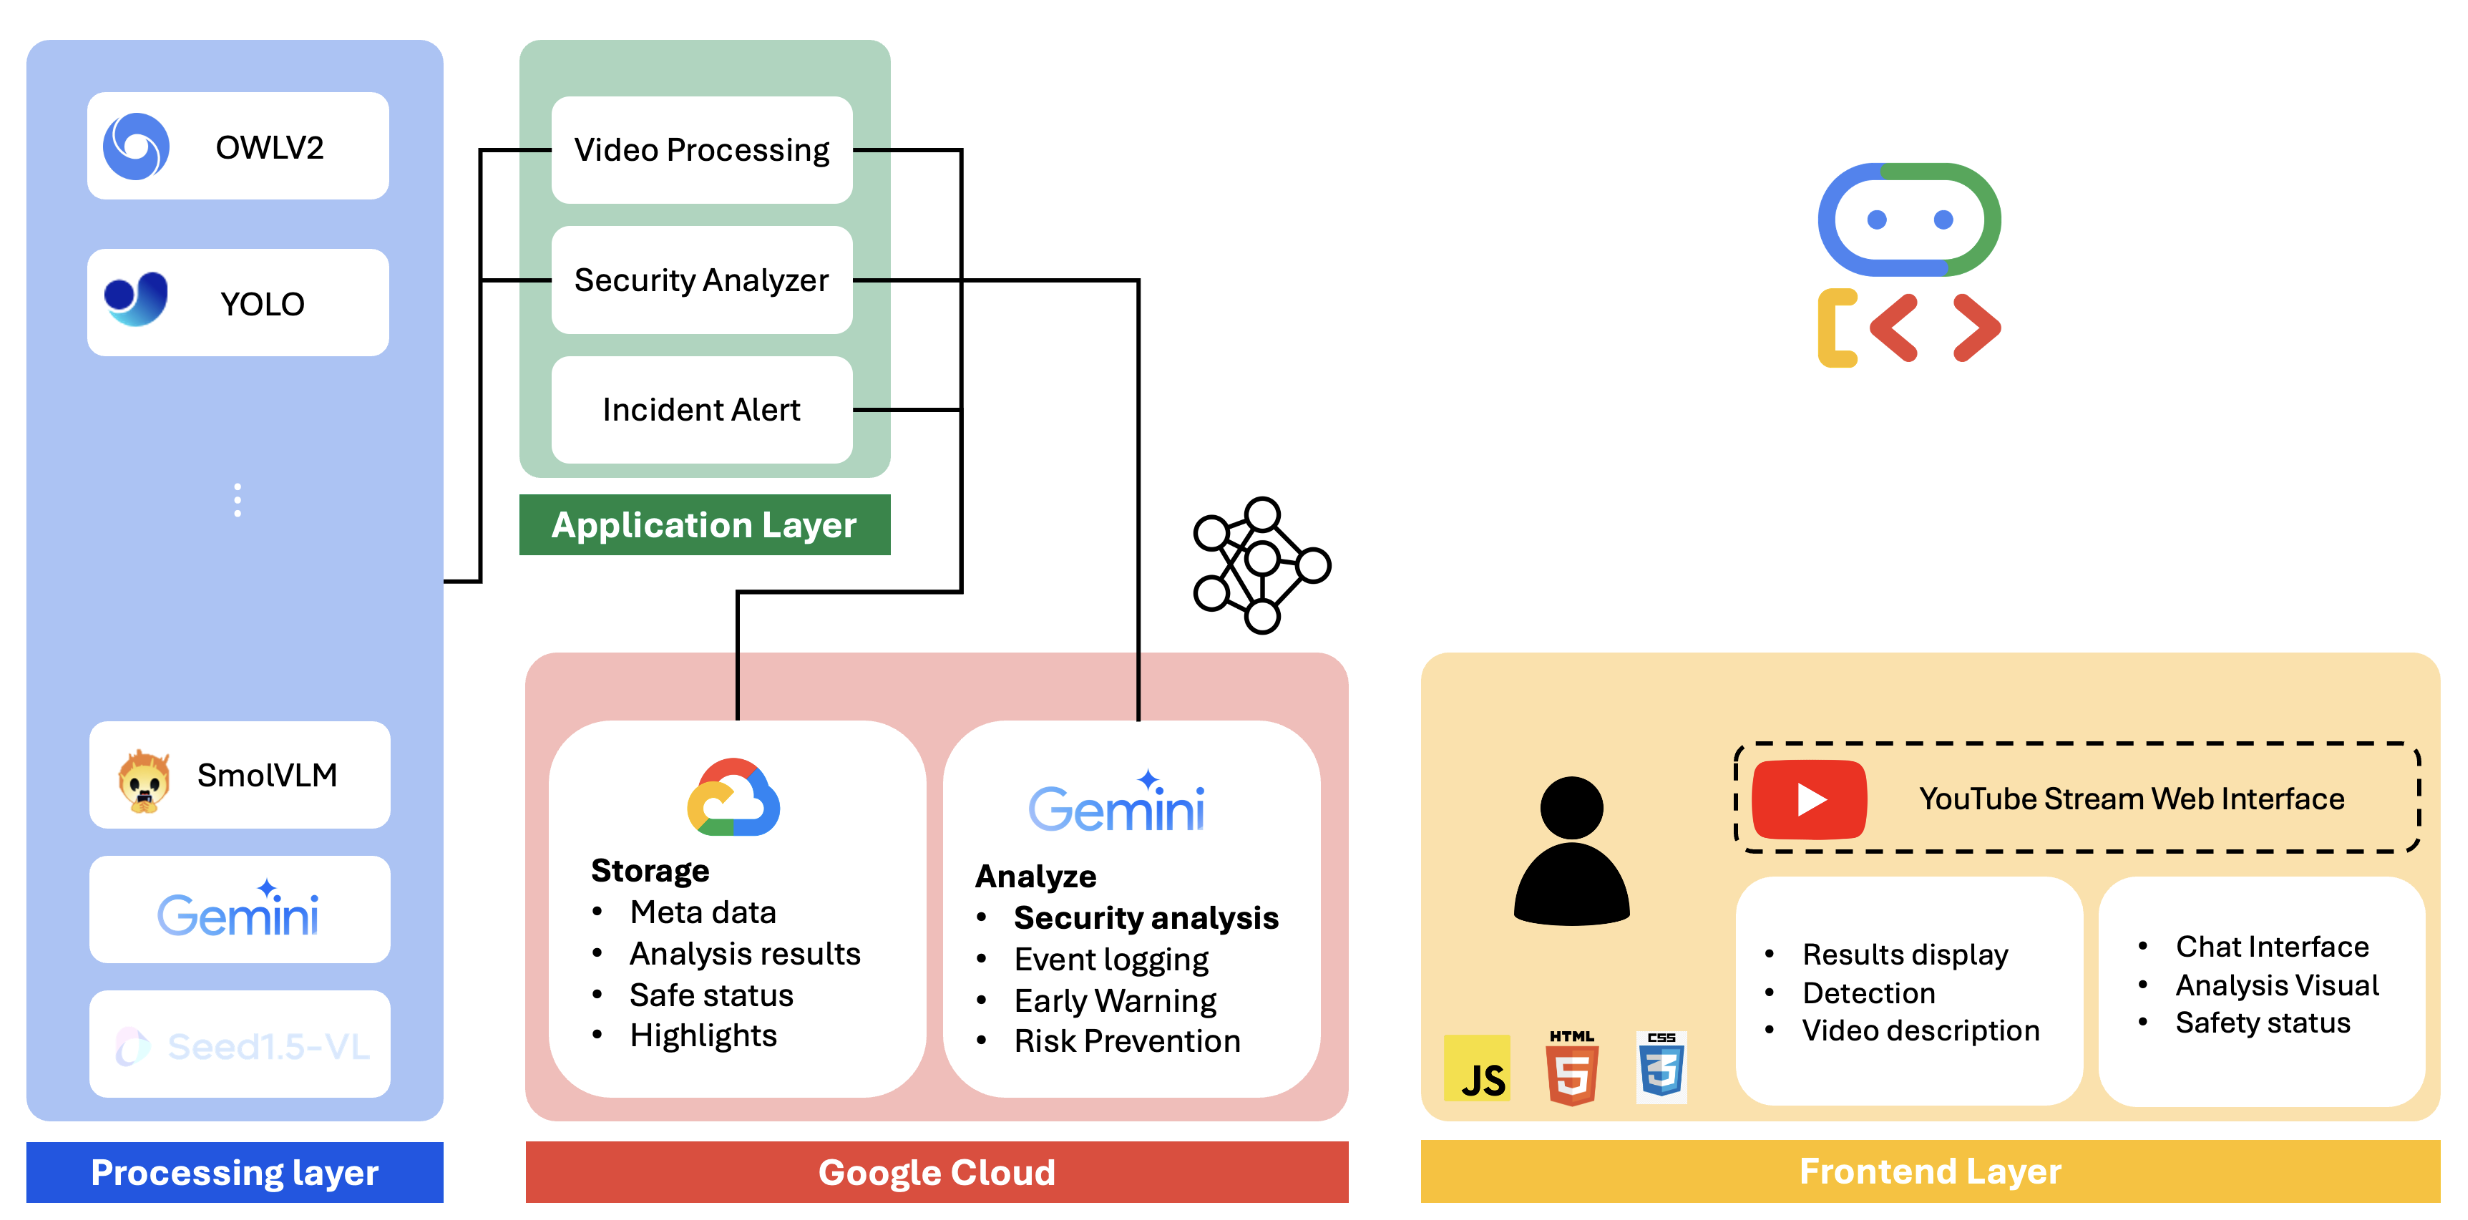 OWLV2
YOLO
SmolVLM
Gemini
Seed1.5-VL
Processing layer
Video Processing
Security Analyzer
Incident Alert
Application Layer
Storage
• Meta data
• Analysis results
• Safe status
• Highlights
Gemini
Analyze
• Security analysis
• Event logging
• Early Warning
• Risk Prevention
Google Cloud
YouTube Stream Web Interface
• Results display
• Detection
• Video description
• Chat Interface
• Analysis Visual
• Safety status
JS
HTML
5
CSS
3
Frontend Layer